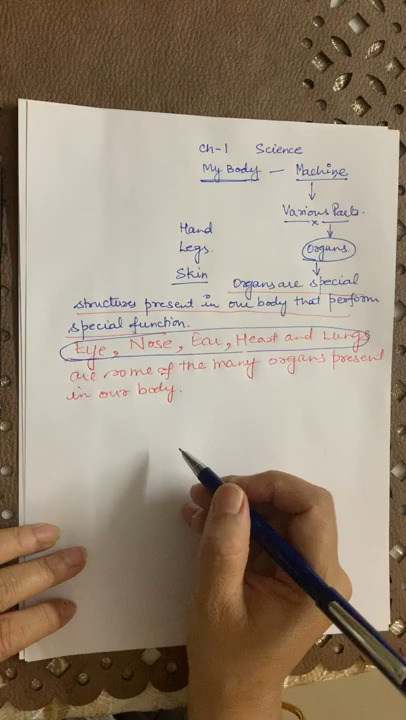 Ch-1 Science
My Body - Machine
Various Parts.
Hand
Legs.
Organs
Skin
Organs are special
structures present in our body that perform
special function.
Eye, Nose, Ear, Heart and Lungs
are some of the many organs present
in our body.